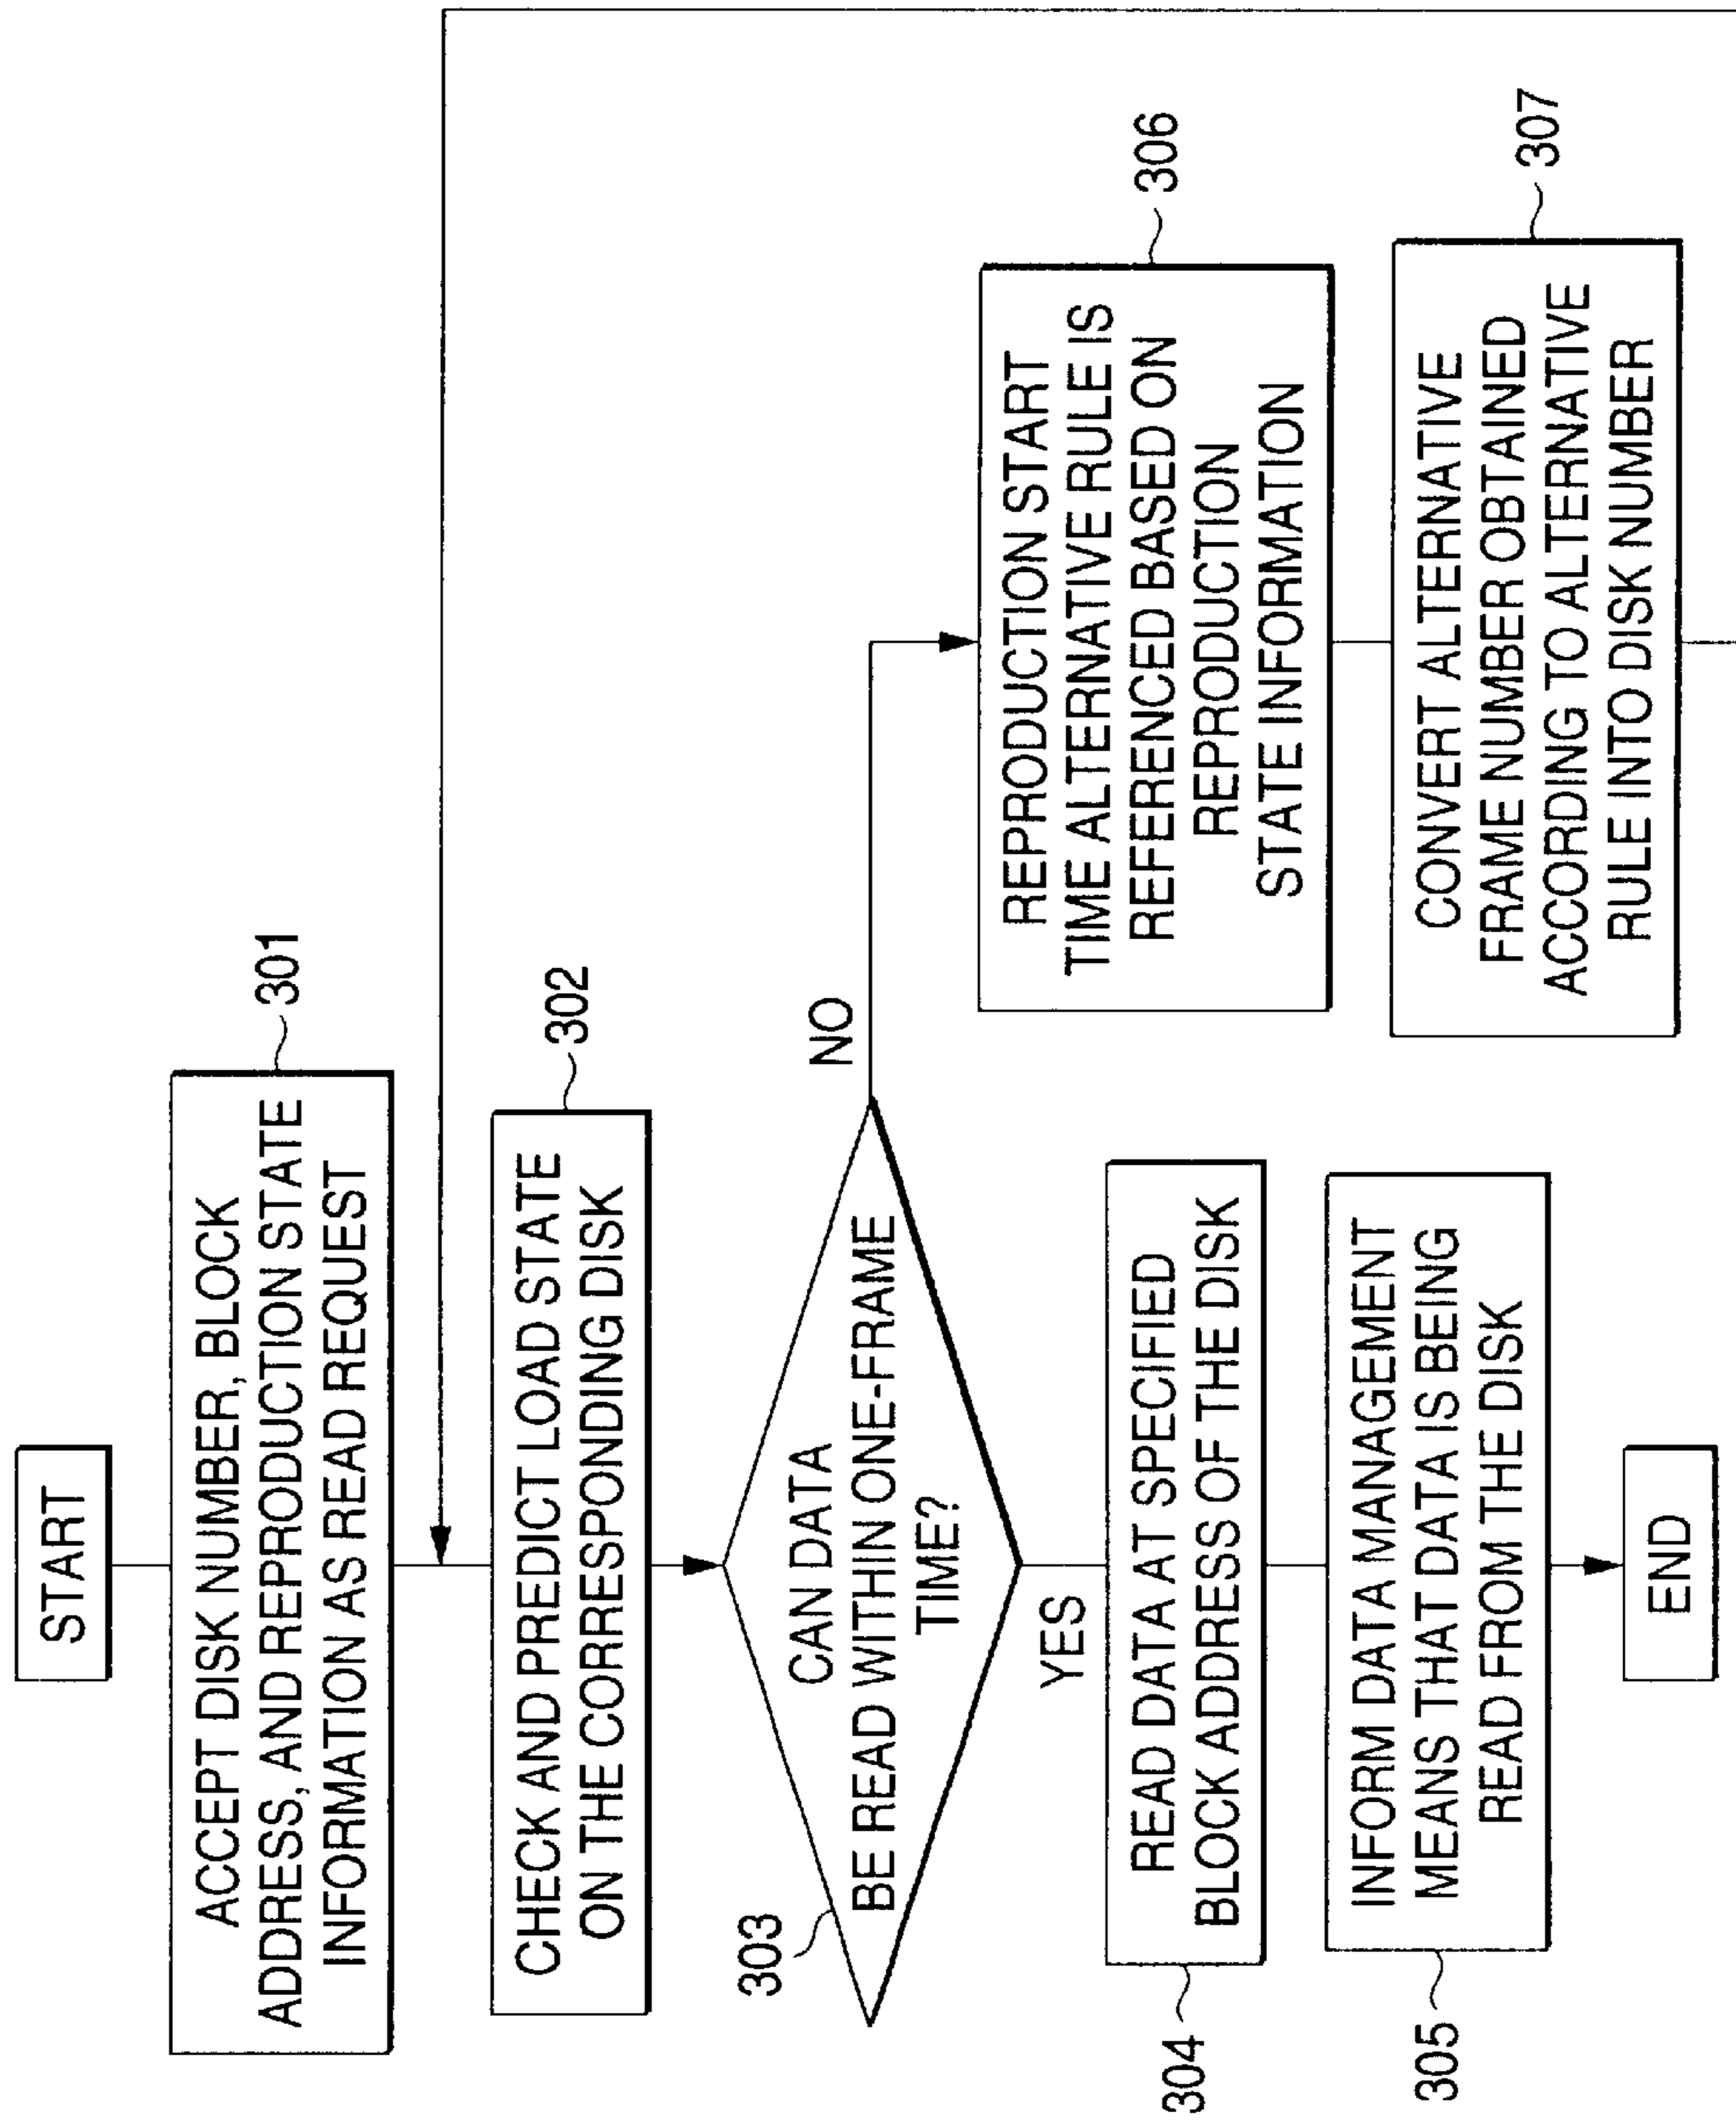 START
ACCEPT DISK NUMBER, BLOCK
ADDRESS, AND REPRODUCTION STATE
INFORMATION AS READ REQUEST
301
CHECK AND PREDICT LOAD STATE
ON THE CORRESPONDING DISK
302
303
CAN DATA
BE READ WITHIN ONE-FRAME
TIME?
NO
YES
READ DATA AT SPECIFIED
BLOCK ADDRESS OF THE DISK
304
INFORM DATA MANAGEMENT
MEANS THAT DATA IS BEING
READ FROM THE DISK
305
END
REPRODUCTION START
TIME ALTERNATIVE RULE IS
REFERENCED BASED ON
REPRODUCTION
STATE INFORMATION
306
CONVERT ALTERNATIVE
FRAME NUMBER OBTAINED
ACCORDING TO ALTERNATIVE
RULE INTO DISK NUMBER
307